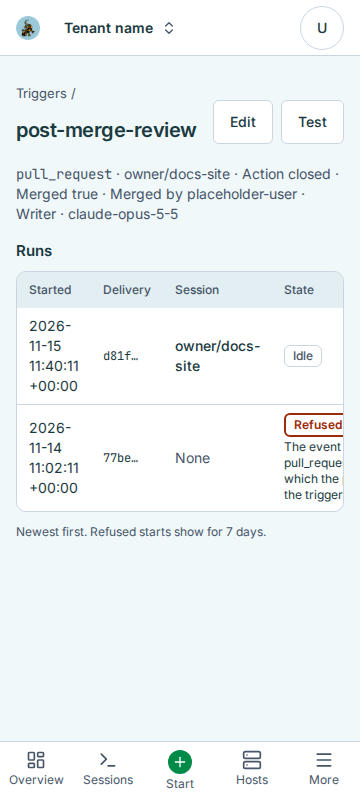 Tenant name
U
Triggers /
post-merge-review
Edit
Test
pull_request · owner/docs-site · Action closed ·
Merged true · Merged by placeholder-user ·
Writer · claude-opus-5-5
Runs
Started Delivery Session State
2026-
11-15
11:40:11
+00:00
d81f…
owner/docs-
site
Idle
2026-
11-14
11:02:11
+00:00
77be…
None
Refused
The event
which the
the trigger
Newest first. Refused starts show for 7 days.
Overview Sessions Start Hosts More